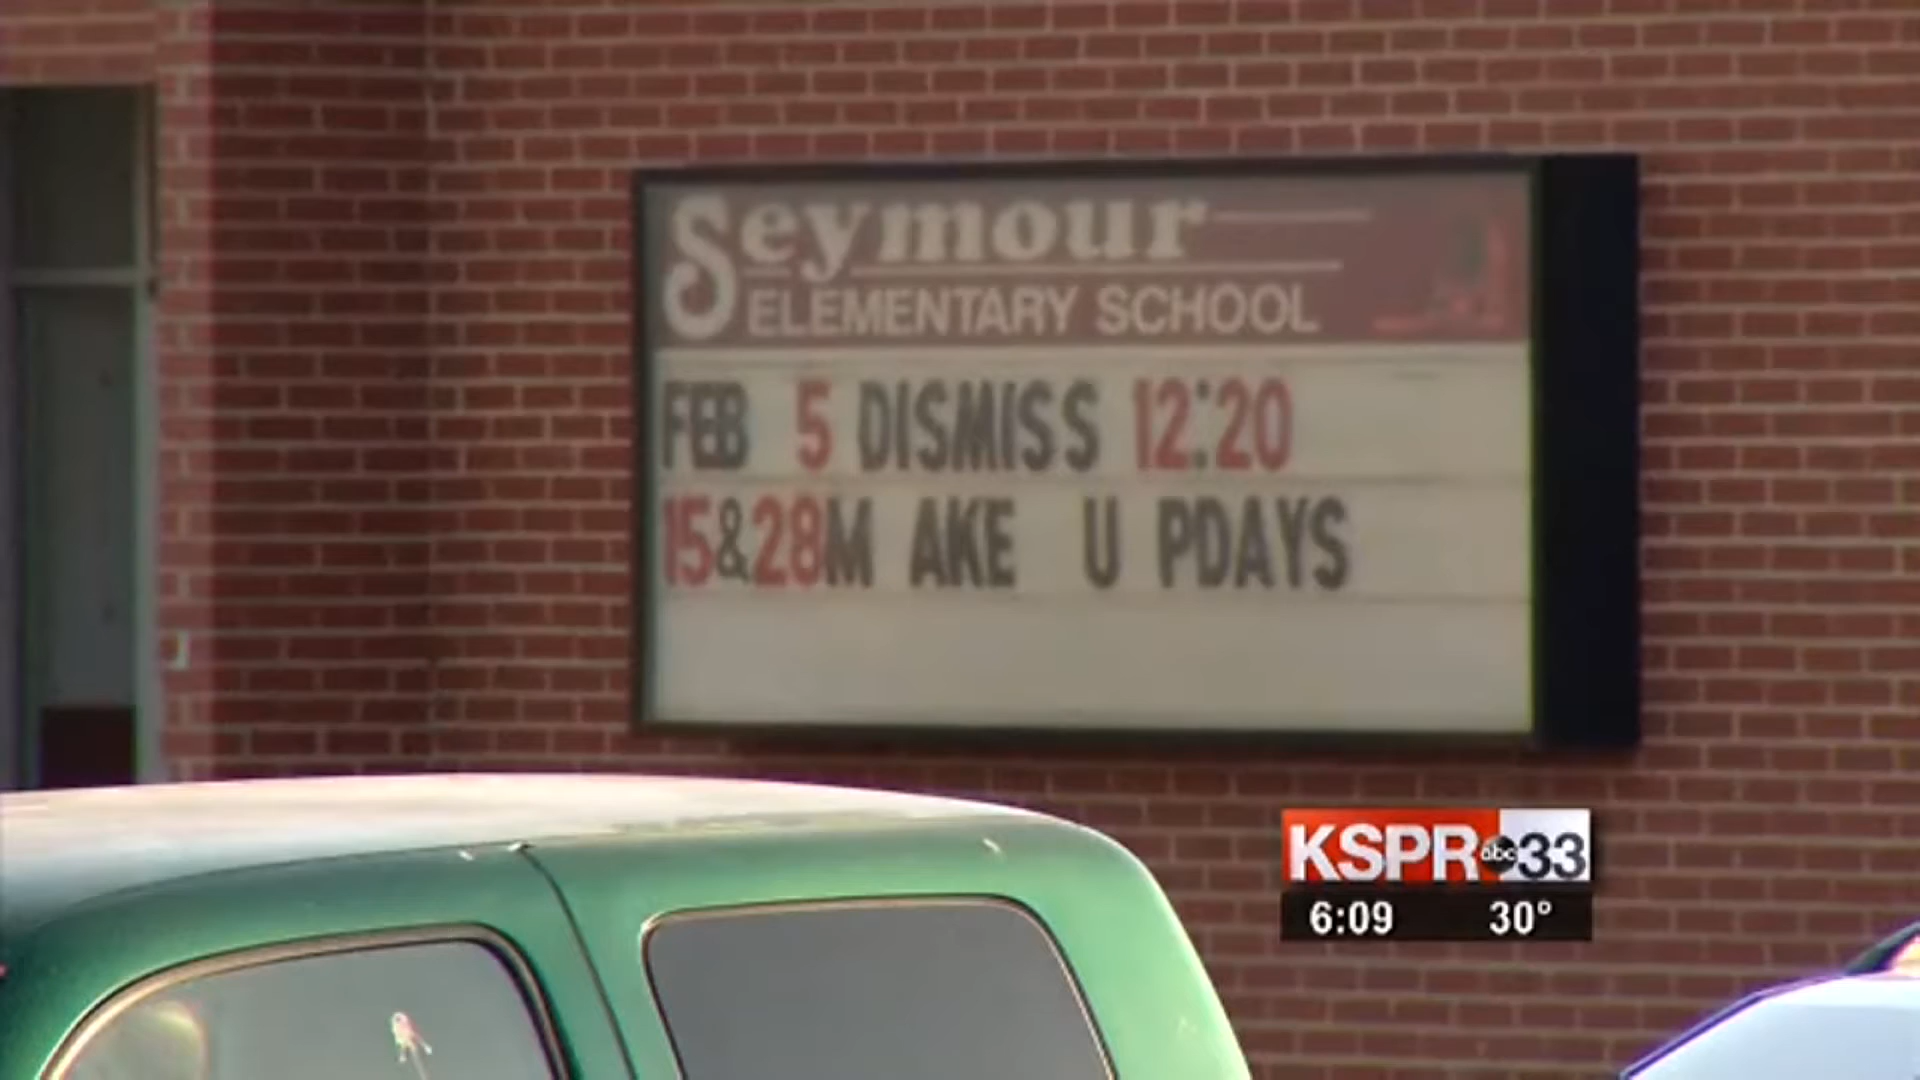 Seymour
ELEMENTARY SCHOOL
FEB 5 DISMISS 12:20
15&28M AKE U PDAYS
KSPR abc 33
6:09 30°